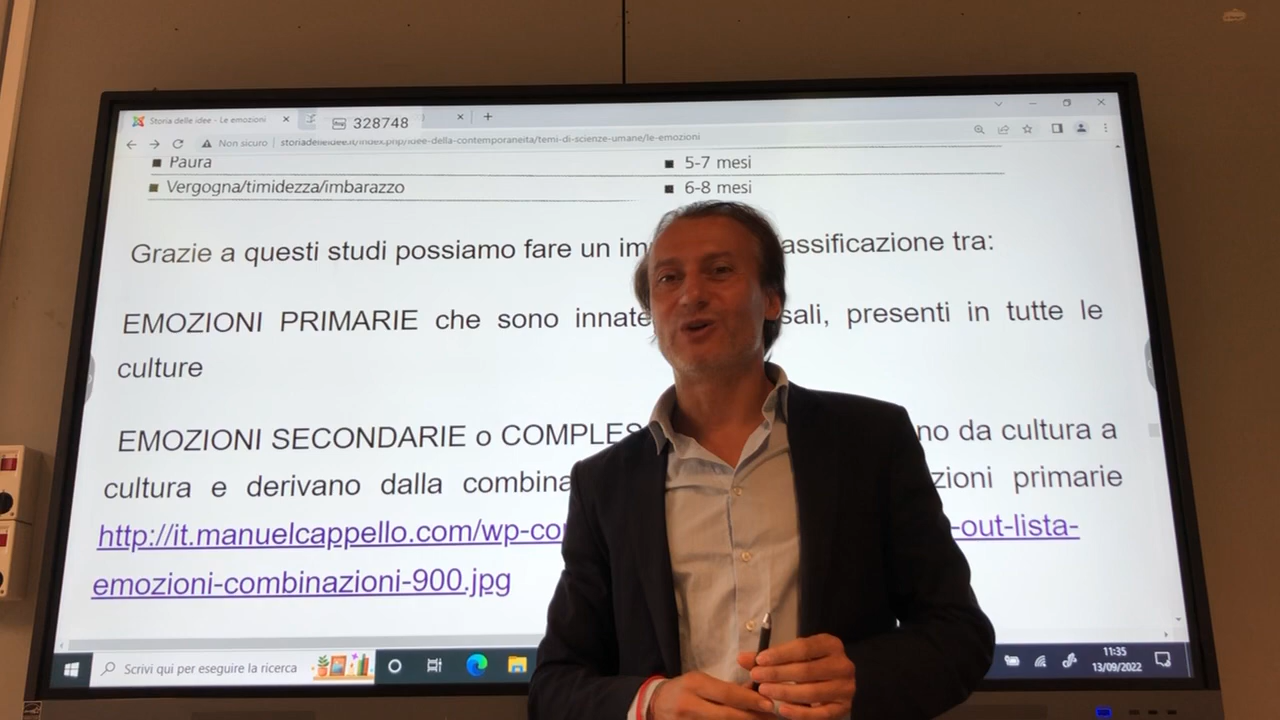 Storia delle idee - Le emozioni
328748
Non sicuro
storiadelleidee.it/index.php/idee-della-contemporaneita/temi-di-scienze-umane/le-emozioni
Paura 5-7 mesi
Vergogna/timidezza/imbarazzo 6-8 mesi
Grazie a questi studi possiamo fare un im assificazione tra:
EMOZIONI PRIMARIE che sono innate sali, presenti in tutte le
culture
EMOZIONI SECONDARIE o COMPLES no da cultura a
cultura e derivano dalla combina zioni primarie
http://it.manuelcappello.com/wp-co -out-lista-
emozioni-combinazioni-900.jpg
Scrivi qui per eseguire la ricerca
11:35
13/09/2022